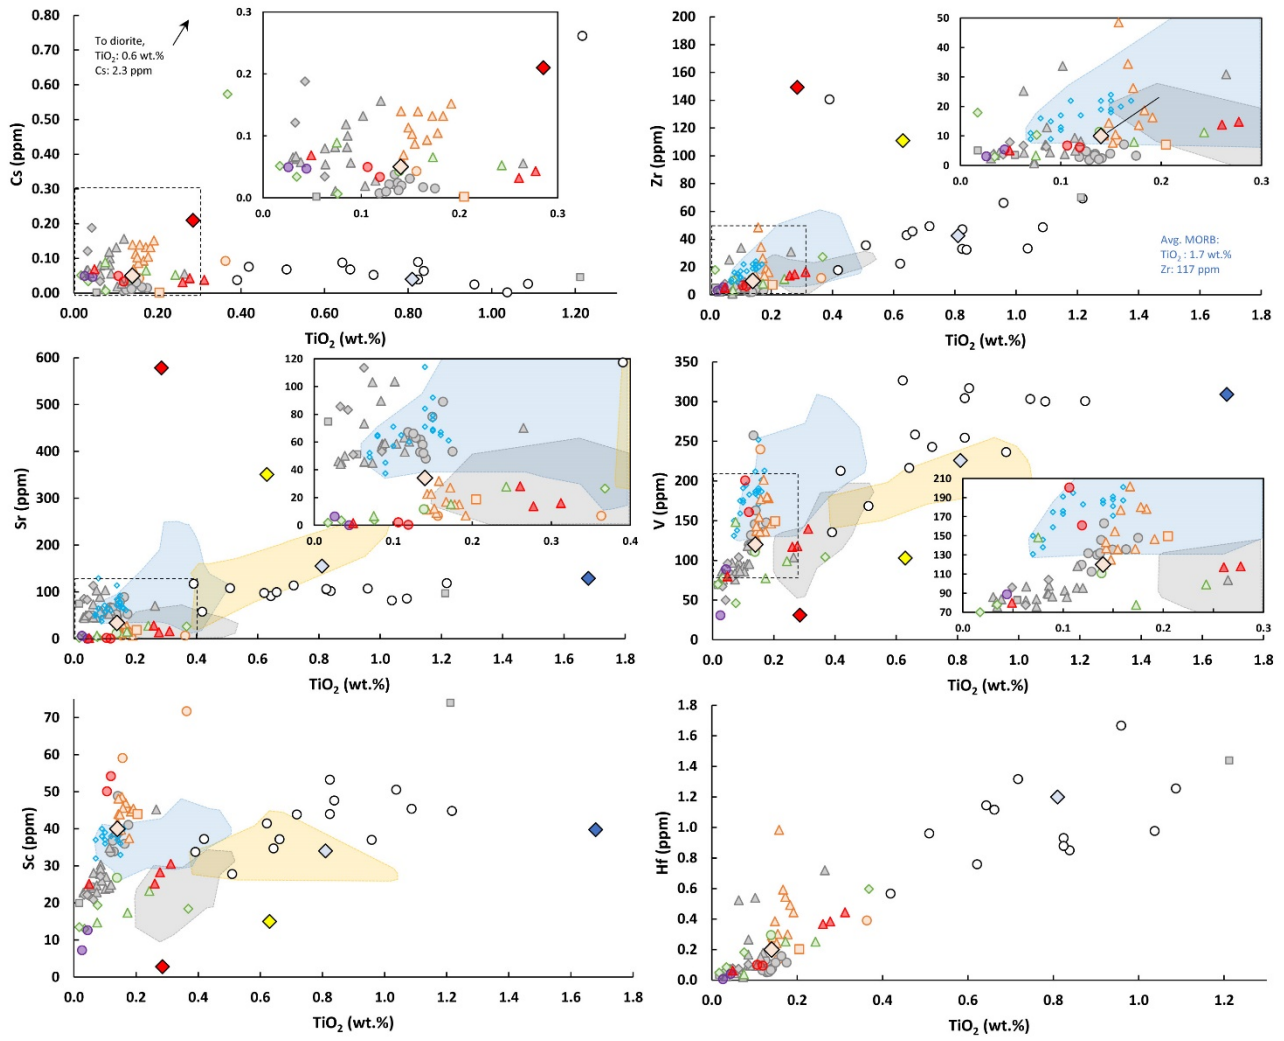 0.80
0.70
0.60
0.50
0.40
0.30
0.20
0.10
0.00
Cs (ppm)
To diorite,
TiO2: 0.6 wt.%
Cs: 2.3 ppm
0.3
0.2
0.1
0.0
0.0 0.1 0.2 0.3
0.00 0.20 0.40 0.60 0.80 1.00 1.20
TiO2 (wt.%)
200
180
160
140
120
100
80
60
40
20
0
Zr (ppm)
50
40
30
20
10
0
0.0 0.1 0.2 0.3
Avg. MORB:
TiO2 : 1.7 wt.%
Zr: 117 ppm
0.0 0.2 0.4 0.6 0.8 1.0 1.2 1.4 1.6 1.8
TiO2 (wt.%)
600
500
400
300
200
100
0
Sr (ppm)
120
100
80
60
40
20
0
0.0 0.1 0.2 0.3 0.4
0.0 0.2 0.4 0.6 0.8 1.0 1.2 1.4 1.6 1.8
TiO2 (wt.%)
350
300
250
200
150
100
50
0
V (ppm)
210
190
170
150
130
110
90
70
0.0 0.1 0.2 0.3
0.0 0.2 0.4 0.6 0.8 1.0 1.2 1.4 1.6 1.8
TiO2 (wt.%)
70
60
50
40
30
20
10
0
Sc (ppm)
0.0 0.2 0.4 0.6 0.8 1.0 1.2 1.4 1.6 1.8
TiO2 (wt.%)
1.8
1.6
1.4
1.2
1.0
0.8
0.6
0.4
0.2
0.0
Hf (ppm)
0.0 0.2 0.4 0.6 0.8 1.0 1.2
TiO2 (wt.%)